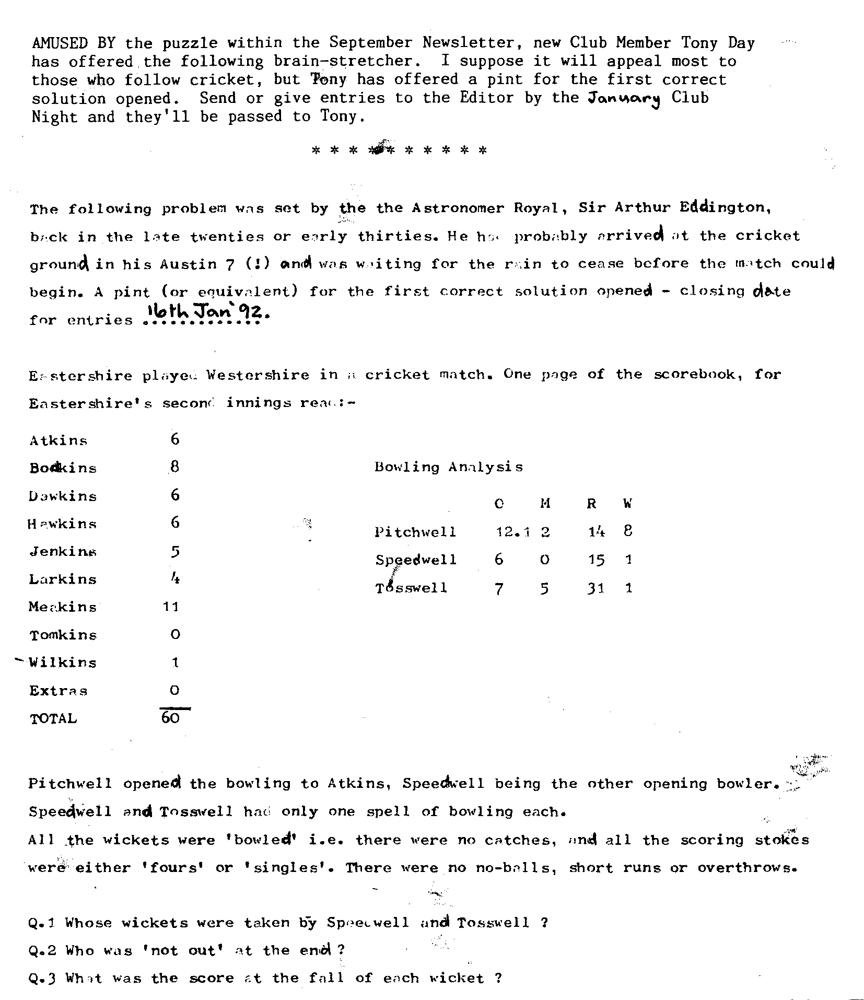 AMUSED BY the puzzle within the September Newsletter, new Club Member Tony Day
has offered the following brain-stretcher. I suppose it will appeal most to
those who follow cricket, but Tony has offered a pint for the first correct
solution opened. Send or give entries to the Editor by the January Club
Night and they'll be passed to Tony.
* * * * * * * * * *
The following problem was set by the the Astronomer Royal, Sir Arthur Eddington,
back in the late twenties or early thirties. He had probably arrived at the cricket
ground in his Austin 7 (!) and was waiting for the rain to cease before the match could
begin. A pint (or equivalent) for the first correct solution opened - closing date
for entries 16th Jan '92.
Eastershire played Westershire in a cricket match. One page of the scorebook, for
Eastershire's second innings read:-
Atkins 6
Bodkins 8 Bowling Analysis
Dawkins 6 O M R W
Hawkins 6 Pitchwell 12.1 2 14 8
Jenkins 5 Speedwell 6 0 15 1
Larkins 4 Tosswell 7 5 31 1
Meakins 11
Tomkins 0
Wilkins 1
Extras 0
TOTAL 60
Pitchwell opened the bowling to Atkins, Speedwell being the other opening bowler.
Speedwell and Tosswell had only one spell of bowling each.
All the wickets were 'bowled' i.e. there were no catches, and all the scoring stokes
were either 'fours' or 'singles'. There were no no-balls, short runs or overthrows.
Q.1 Whose wickets were taken by Speedwell and Tosswell ?
Q.2 Who was 'not out' at the end ?
Q.3 What was the score at the fall of each wicket ?